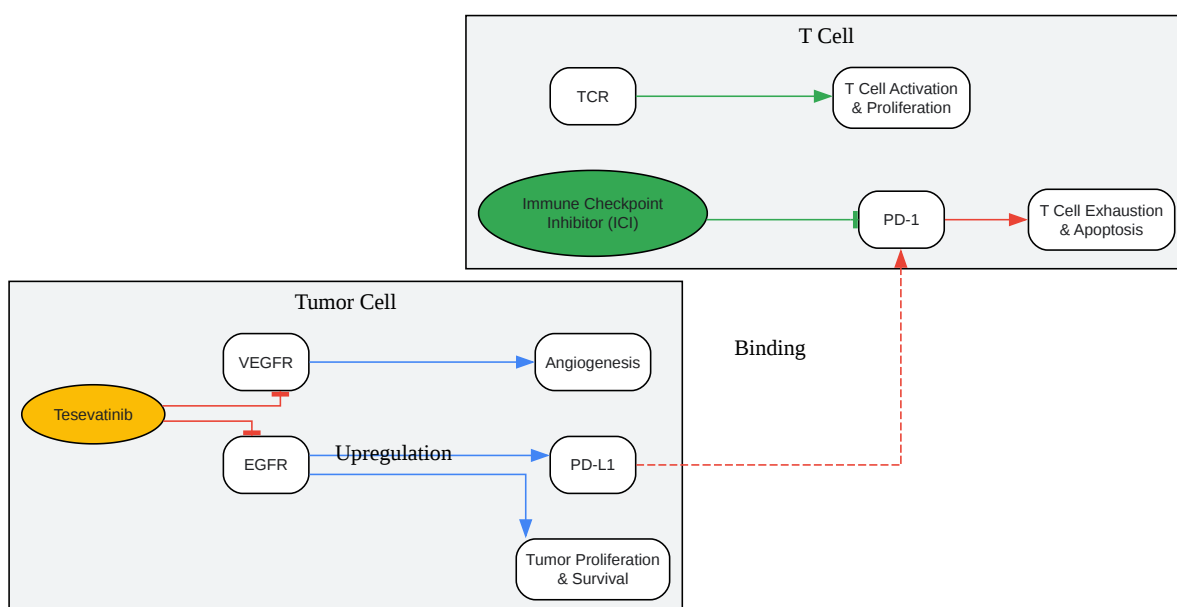 T Cell
TCR
T Cell Activation
& Proliferation
Immune Checkpoint
Inhibitor (ICI)
PD-1
T Cell Exhaustion
& Apoptosis
Tumor Cell
Binding
VEGFR
Angiogenesis
Tesevatinib
EGFR
Upregulation
PD-L1
Tumor Proliferation
& Survival